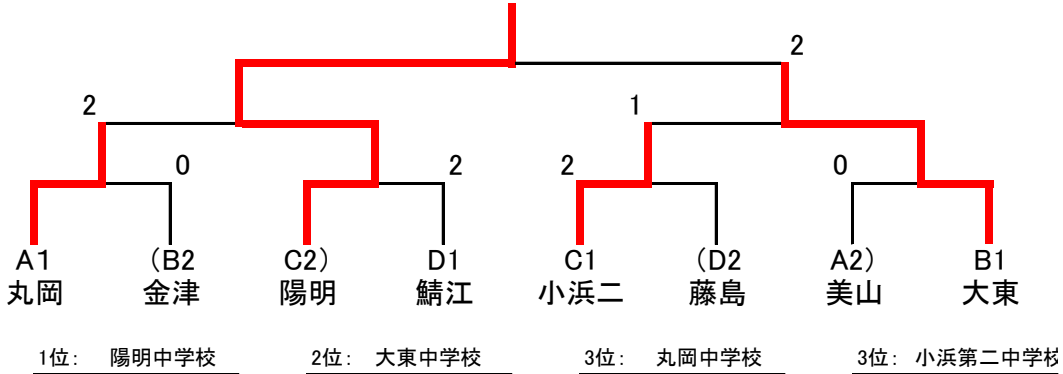 2
2 1
0 2 2 0
A1 (B2 C2) D1 C1 (D2 A2) B1
丸岡 金津 陽明 鯖江 小浜二 藤島 美山 大東
1位: 陽明中学校 2位: 大東中学校 3位: 丸岡中学校 3位: 小浜第二中学校